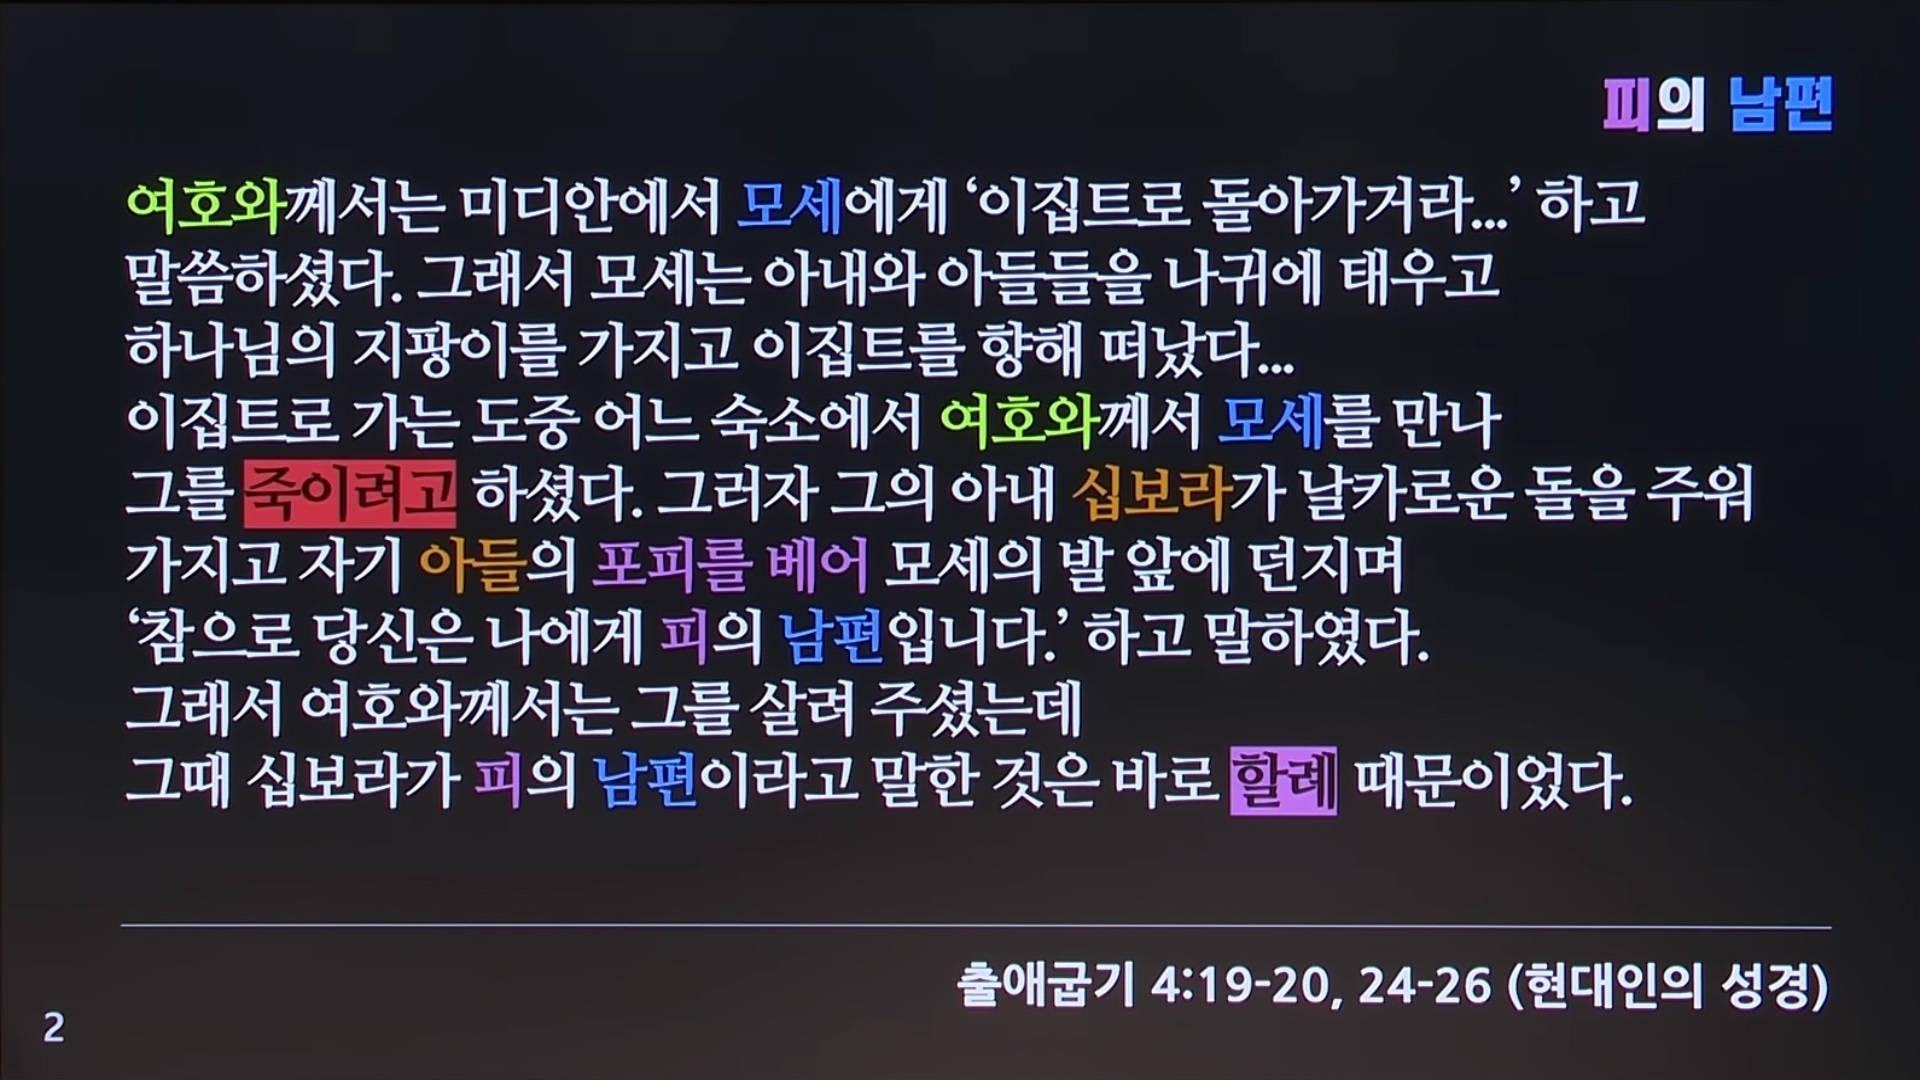 피의 남편
여호와께서는 미디안에서 모세에게 ‘이집트로 돌아가거라...’ 하고
말씀하셨다. 그래서 모세는 아내와 아들들을 나귀에 태우고
하나님의 지팡이를 가지고 이집트를 향해 떠났다...
이집트로 가는 도중 어느 숙소에서 여호와께서 모세를 만나
그를 죽이려고 하셨다. 그러자 그의 아내 십보라가 날카로운 돌을 주워
가지고 자기 아들의 포피를 베어 모세의 발 앞에 던지며
‘참으로 당신은 나에게 피의 남편입니다.’ 하고 말하였다.
그래서 여호와께서는 그를 살려 주셨는데
그때 십보라가 피의 남편이라고 말한 것은 바로 할례 때문이었다.
출애굽기 4:19-20, 24-26 (현대인의 성경)
2